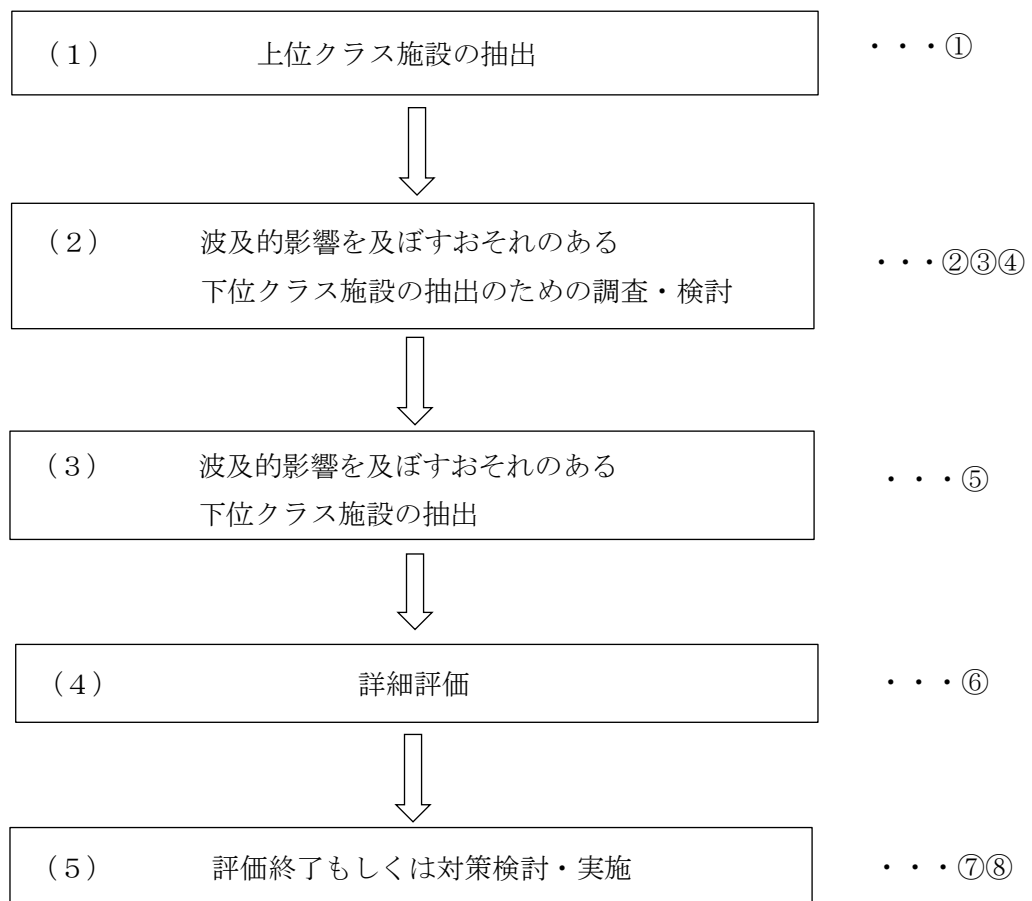 (1) 上位クラス施設の抽出 ・・・①
(2) 波及的影響を及ぼすおそれのある
下位クラス施設の抽出のための調査・検討 ・・・②③④
(3) 波及的影響を及ぼすおそれのある
下位クラス施設の抽出 ・・・⑤
(4) 詳細評価 ・・・⑥
(5) 評価終了もしくは対策検討・実施 ・・・⑦⑧